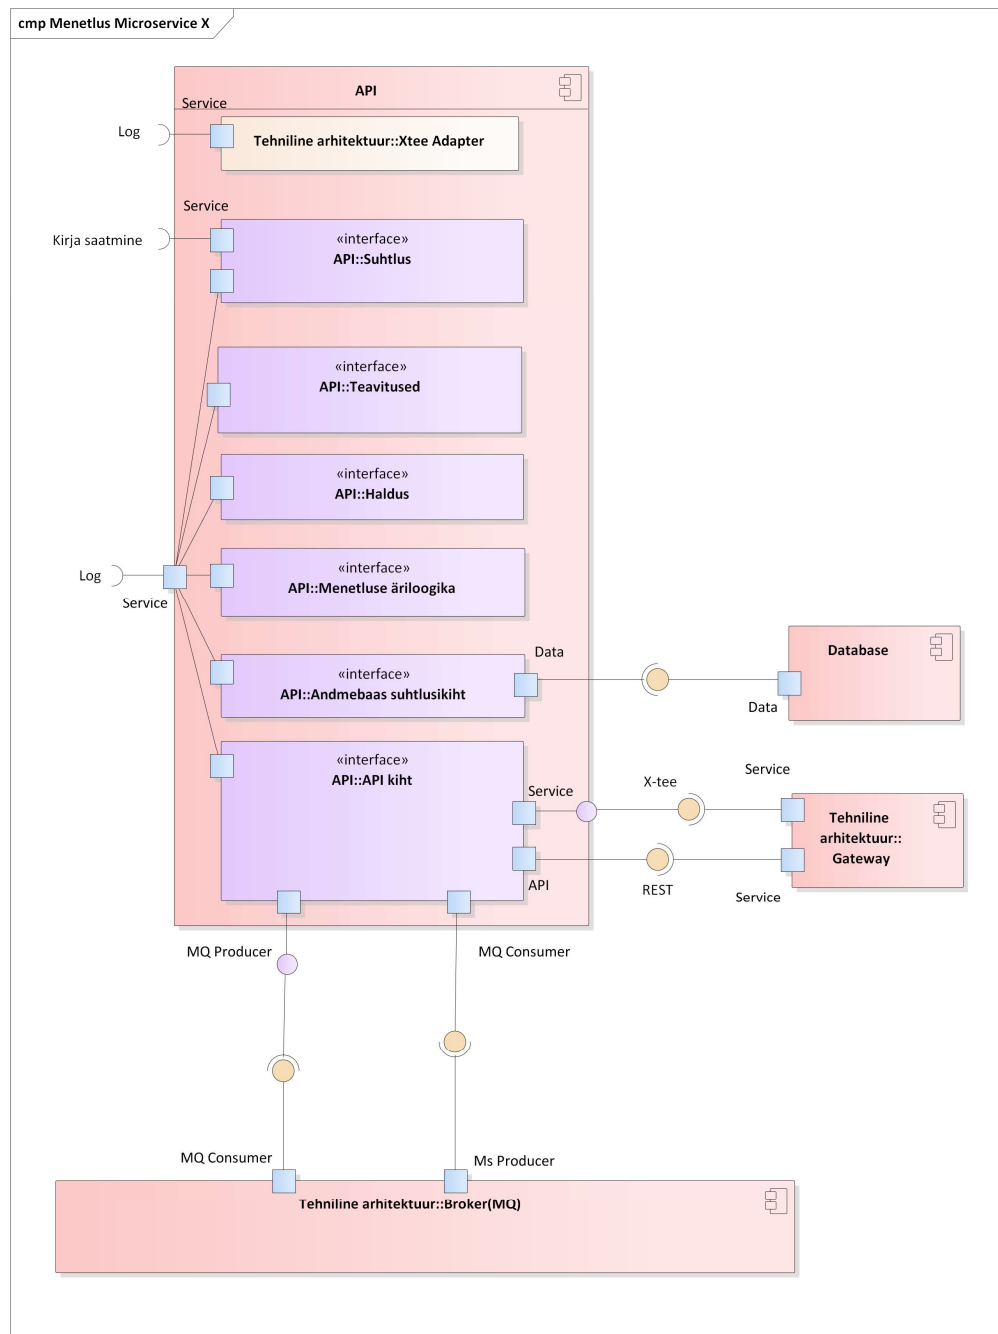 cmp Menetlus Microservice X
API
Service
Log
Tehniline arhitektuur::Xtee Adapter
Service
Kirja saatmine
«interface»
API::Suhtlus
«interface»
API::Teavitused
«interface»
API::Haldus
«interface»
API::Menetluse äriloogika
Log
Service
«interface»
API::Andmebaas suhtlusikiht
Data
Database
Data
«interface»
API::API kiht
Service
X-tee
Service
Tehniline
arhitektuur::
Gateway
API
REST
Service
MQ Producer
MQ Consumer
MQ Consumer
Ms Producer
Tehniline arhitektuur::Broker(MQ)